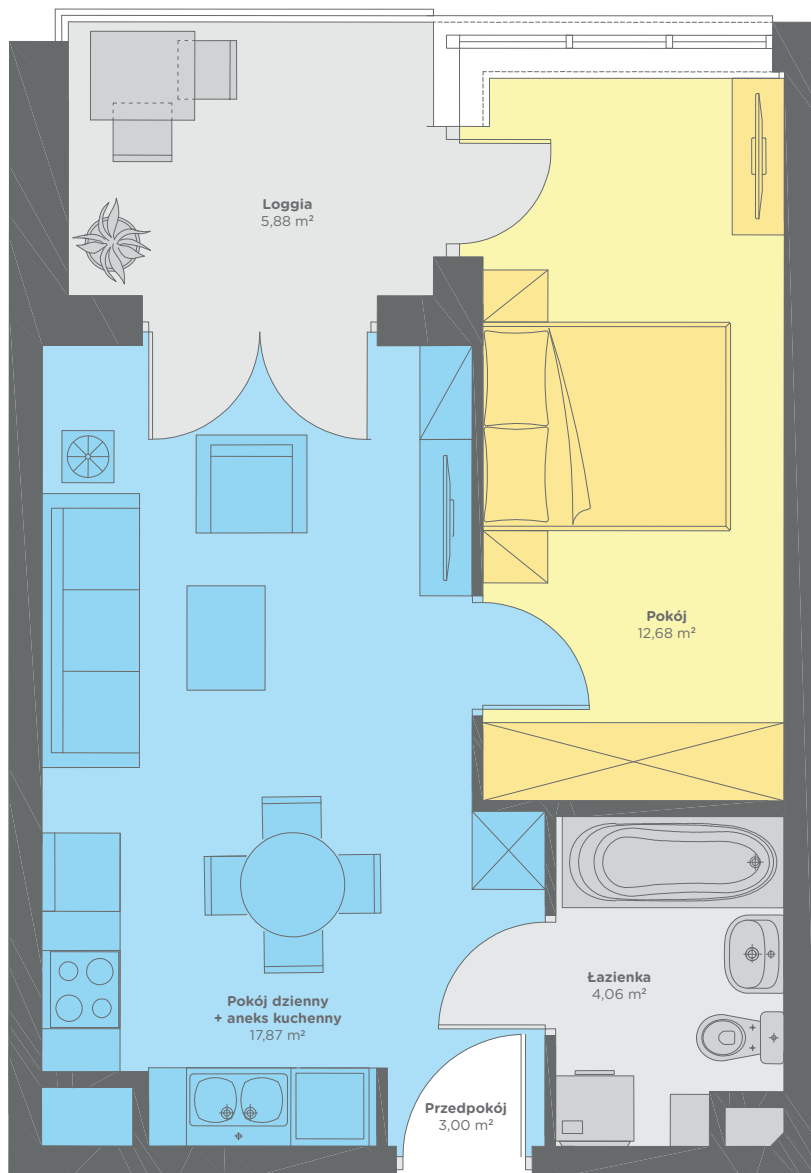 Loggia
5,88 m²
Pokój
12,68 m²
Łazienka
4,06 m²
Pokój dzienny
+ aneks kuchenny
17,87 m²
Przedpokój
3,00 m²